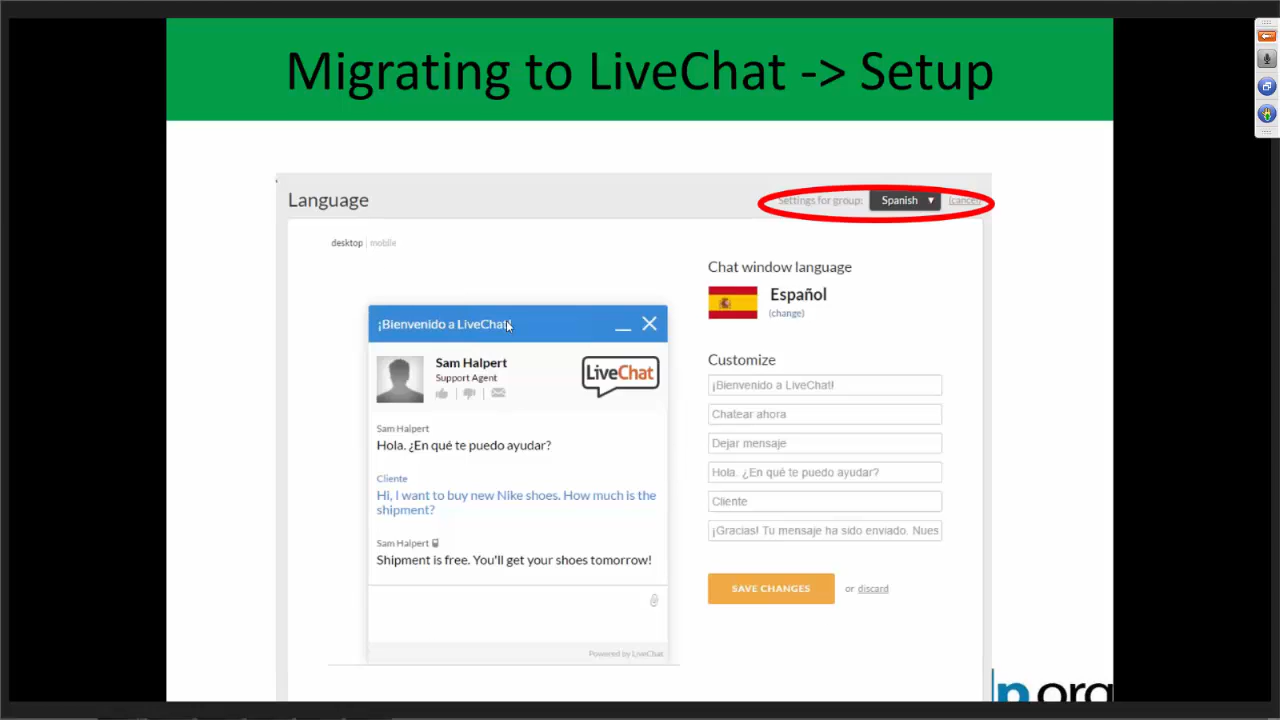 Migrating to LiveChat -> Setup
Language
Settings for group: Spanish ▼ (cancel)
desktop | mobile
¡Bienvenido a LiveChat!
Sam Halpert
Support Agent
LiveChat
Sam Halpert
Hola. ¿En qué te puedo ayudar?
Cliente
Hi, I want to buy new Nike shoes. How much is the
shipment?
Sam Halpert
Shipment is free. You'll get your shoes tomorrow!
Powered by LiveChat
Chat window language
Español
(change)
Customize
¡Bienvenido a LiveChat!
Chatear ahora
Dejar mensaje
Hola. ¿En qué te puedo ayudar?
Cliente
¡Gracias! Tu mensaje ha sido enviado. Nues
SAVE CHANGES or discard